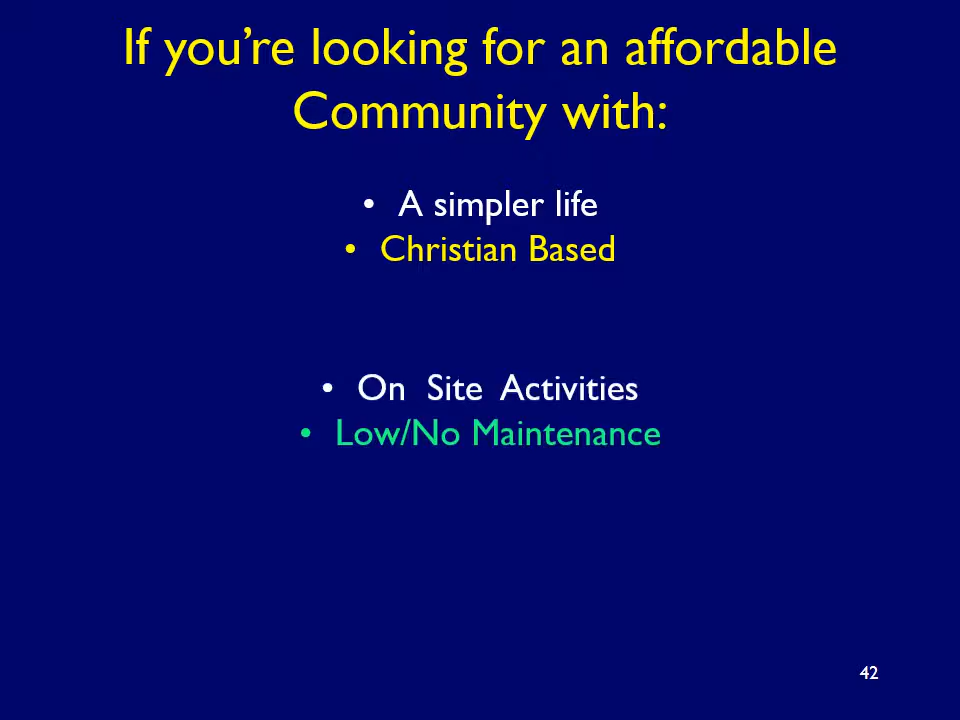 If you’re looking for an affordable
Community with:
• A simpler life
• Christian Based
• On Site Activities
• Low/No Maintenance
42